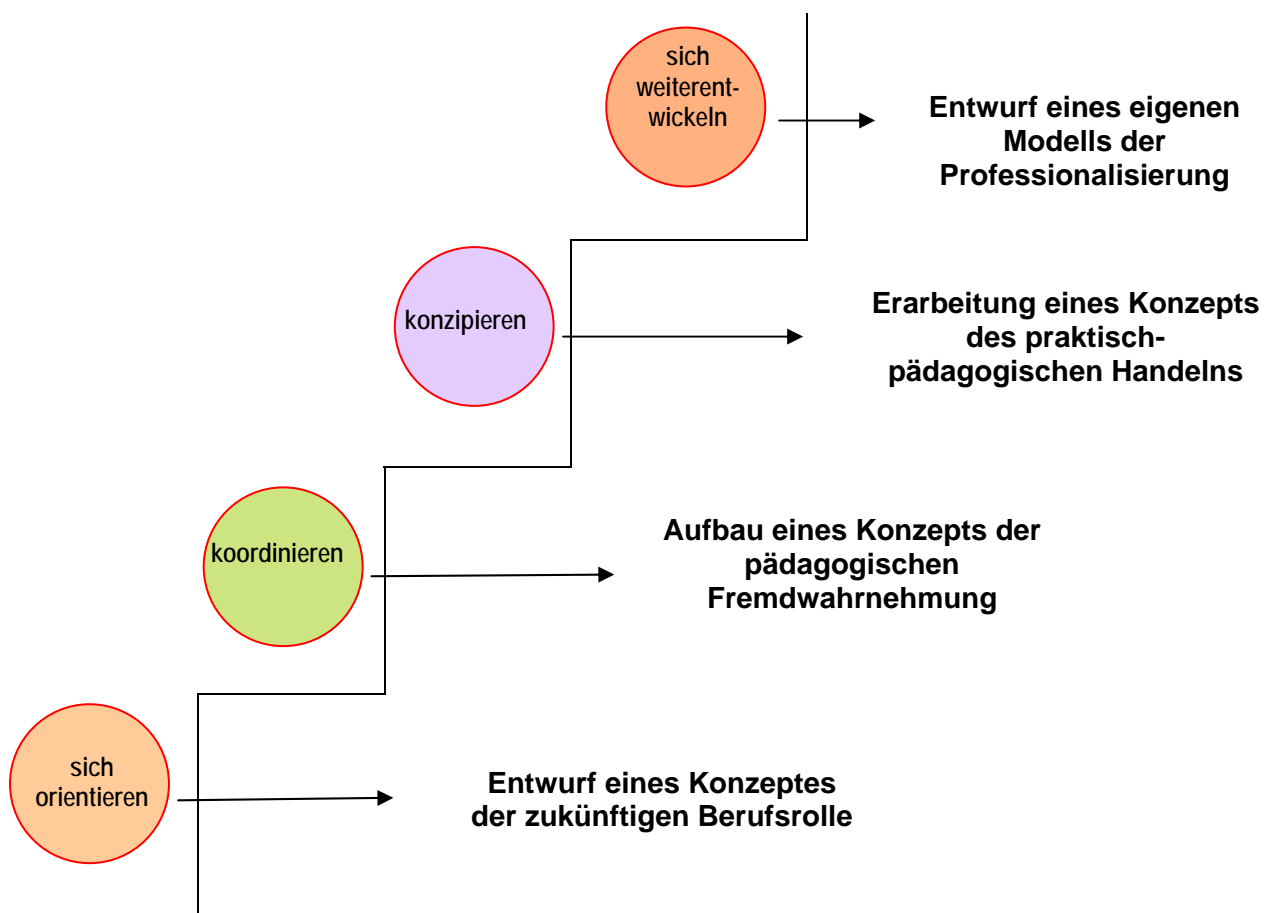 sich
weiterent-
wickeln
Entwurf eines eigenen
Modells der
Professionalisierung
konzipieren
Erarbeitung eines Konzepts
des praktisch-
pädagogischen Handelns
koordinieren
Aufbau eines Konzepts der
pädagogischen
Fremdwahrnehmung
sich
orientieren
Entwurf eines Konzeptes
der zukünftigen Berufsrolle